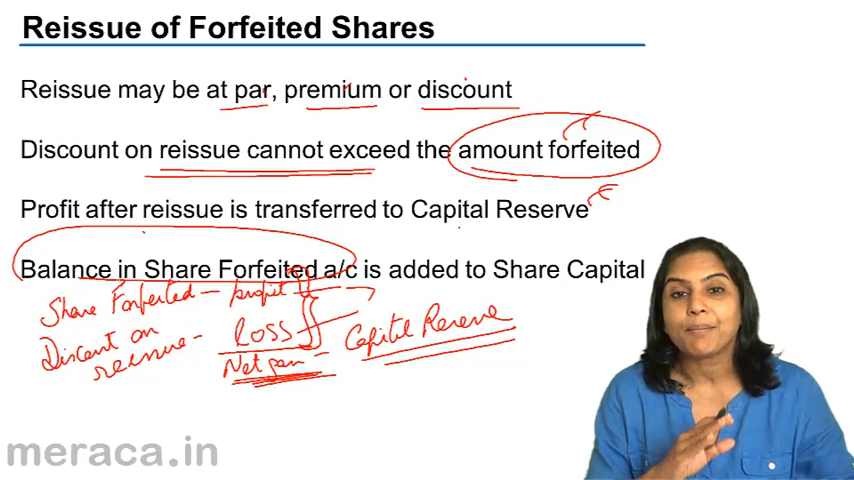 Reissue of Forfeited Shares
Reissue may be at par, premium or discount
Discount on reissue cannot exceed the amount forfeited
Profit after reissue is transferred to Capital Reserve
Balance in Share Forfeited a/c is added to Share Capital
Share Forfeited - profit
Discount on reissue - Loss
Net gain - Capital Reserve
meraca.in